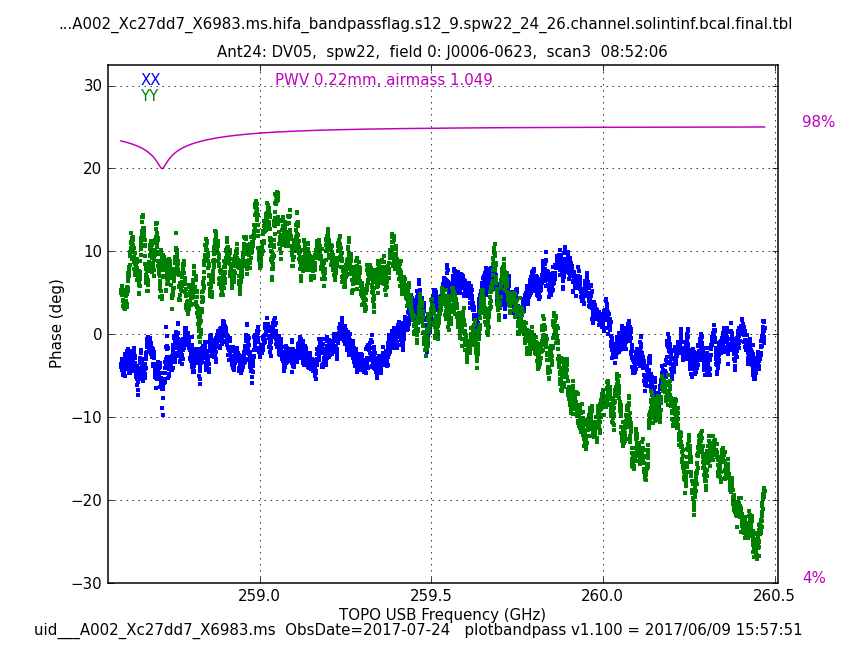 ...A002_Xc27dd7_X6983.ms.hifa_bandpassflag.s12_9.spw22_24_26.channel.solintinf.bcal.final.tbl
Ant24: DV05, spw22, field 0: J0006-0623, scan3 08:52:06
XX
YY
PWV 0.22mm, airmass 1.049
98%
4%
30
20
10
0
−10
−20
−30
Phase (deg)
259.0
259.5
260.0
260.5
TOPO USB Frequency (GHz)
uid___A002_Xc27dd7_X6983.ms ObsDate=2017-07-24 plotbandpass v1.100 = 2017/06/09 15:57:51